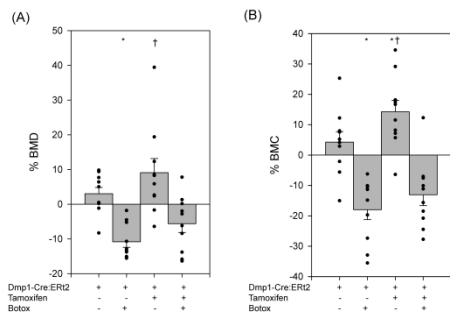 (A)
(B)
* †
* *†
50
40
30
20
10
0
-10
-20
% BMD
40
30
20
10
0
-10
-20
-30
-40
% BMC
Dmp1-Cre:ERt2 + + + +
Tamoxifen - - + +
Botox - + - +
Dmp1-Cre:ERt2 + + + +
Tamoxifen - - + +
Botox - + - +